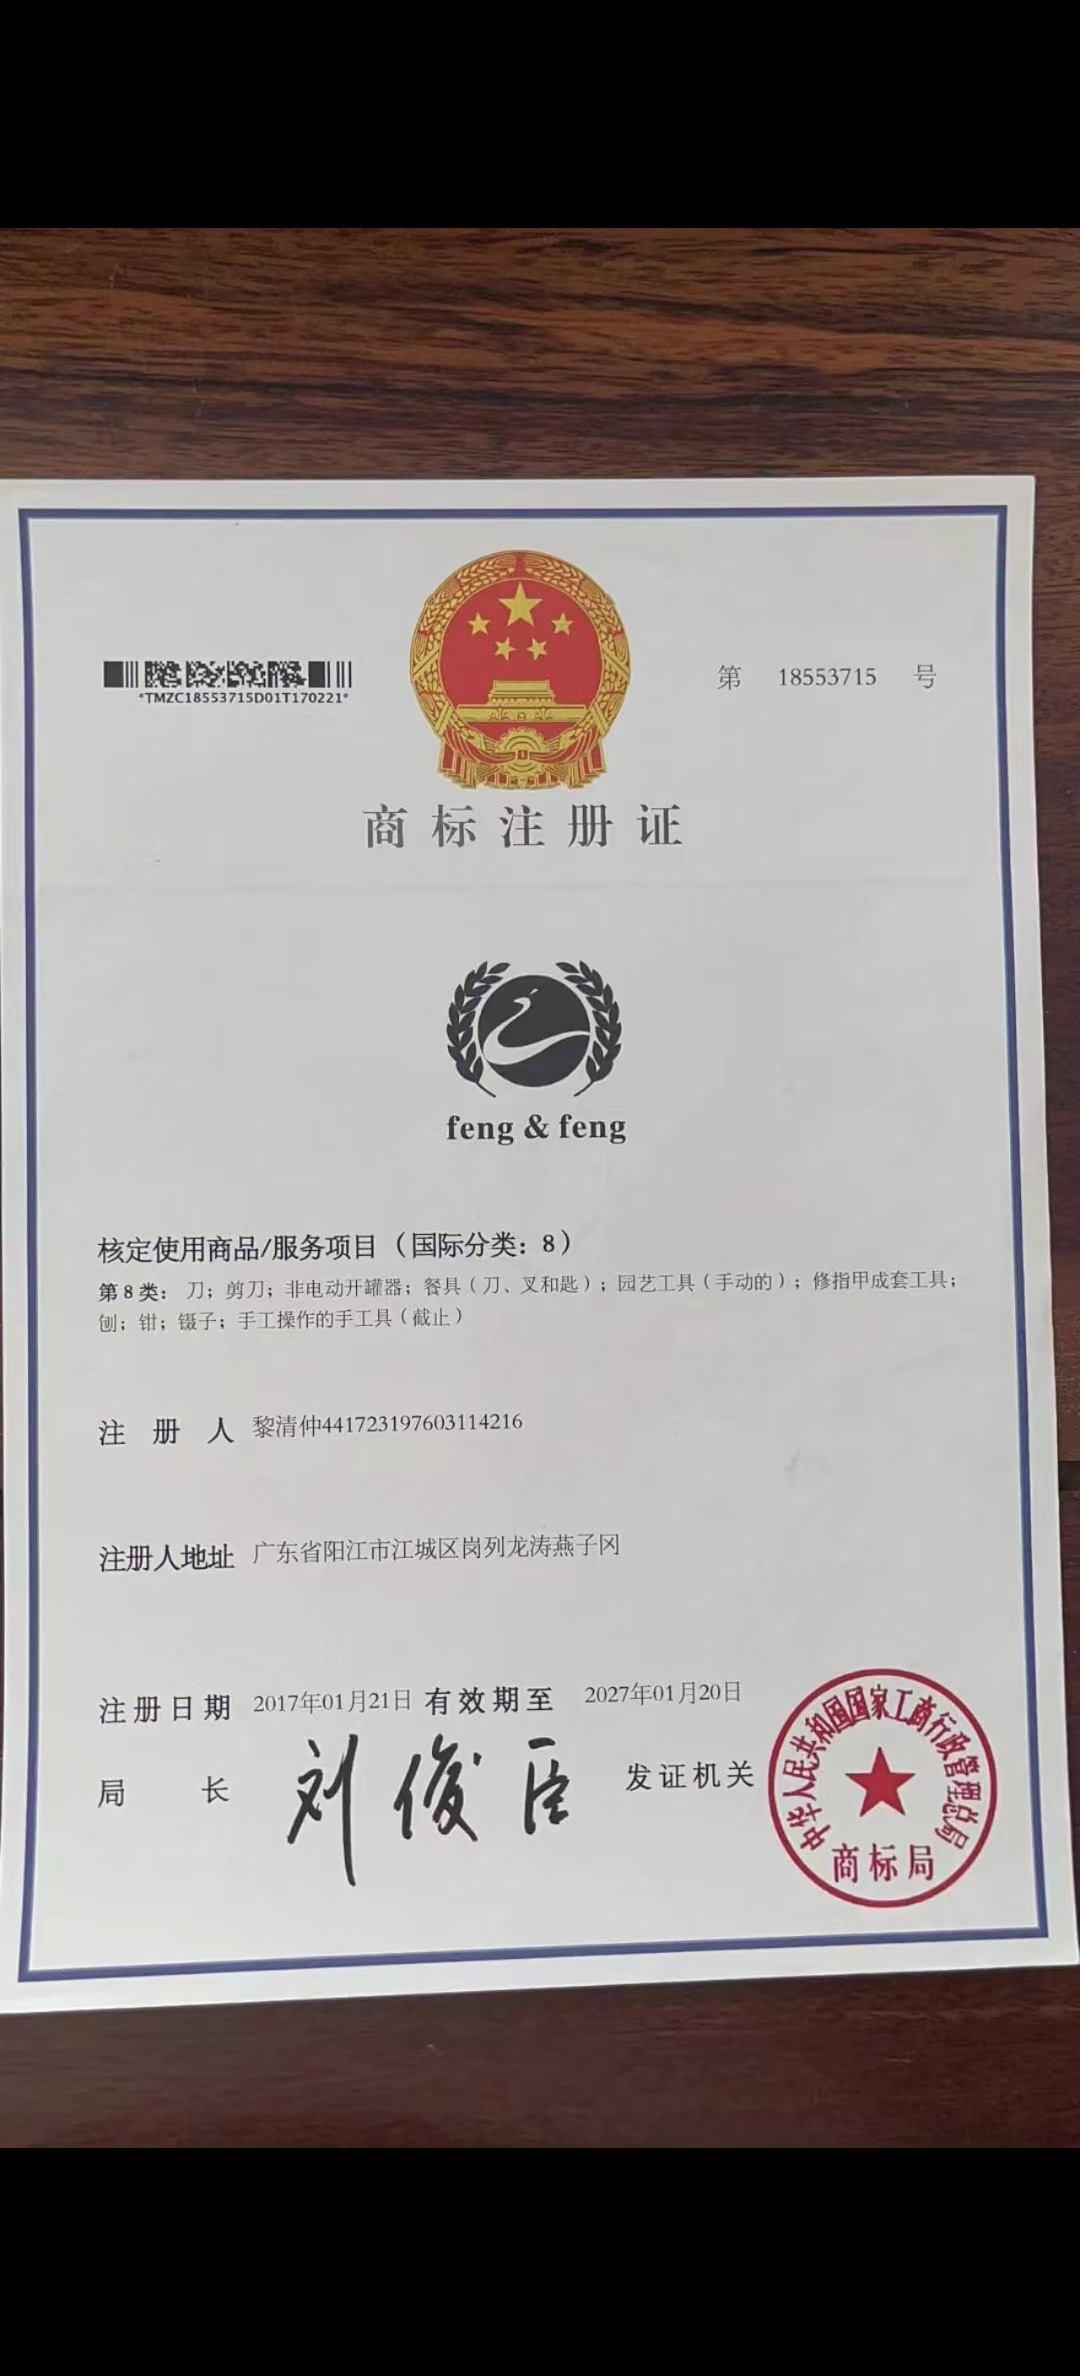 *TMZC18553715D01T170221*
第 18553715 号
商标注册证
feng & feng
核定使用商品/服务项目（国际分类：8）
第8类： 刀；剪刀；非电动开罐器；餐具（刀、叉和匙）；园艺工具（手动的）；修指甲成套工具；
刨；钳；镊子；手工操作的手工具（截止）
注册人 黎清仲441723197603114216
注册人地址 广东省阳江市江城区岗列龙涛燕子冈
注册日期 2017年01月21日 有效期至 2027年01月20日
局长 刘俊臣 发证机关
中华人民共和国国家工商行政管理总局
商标局